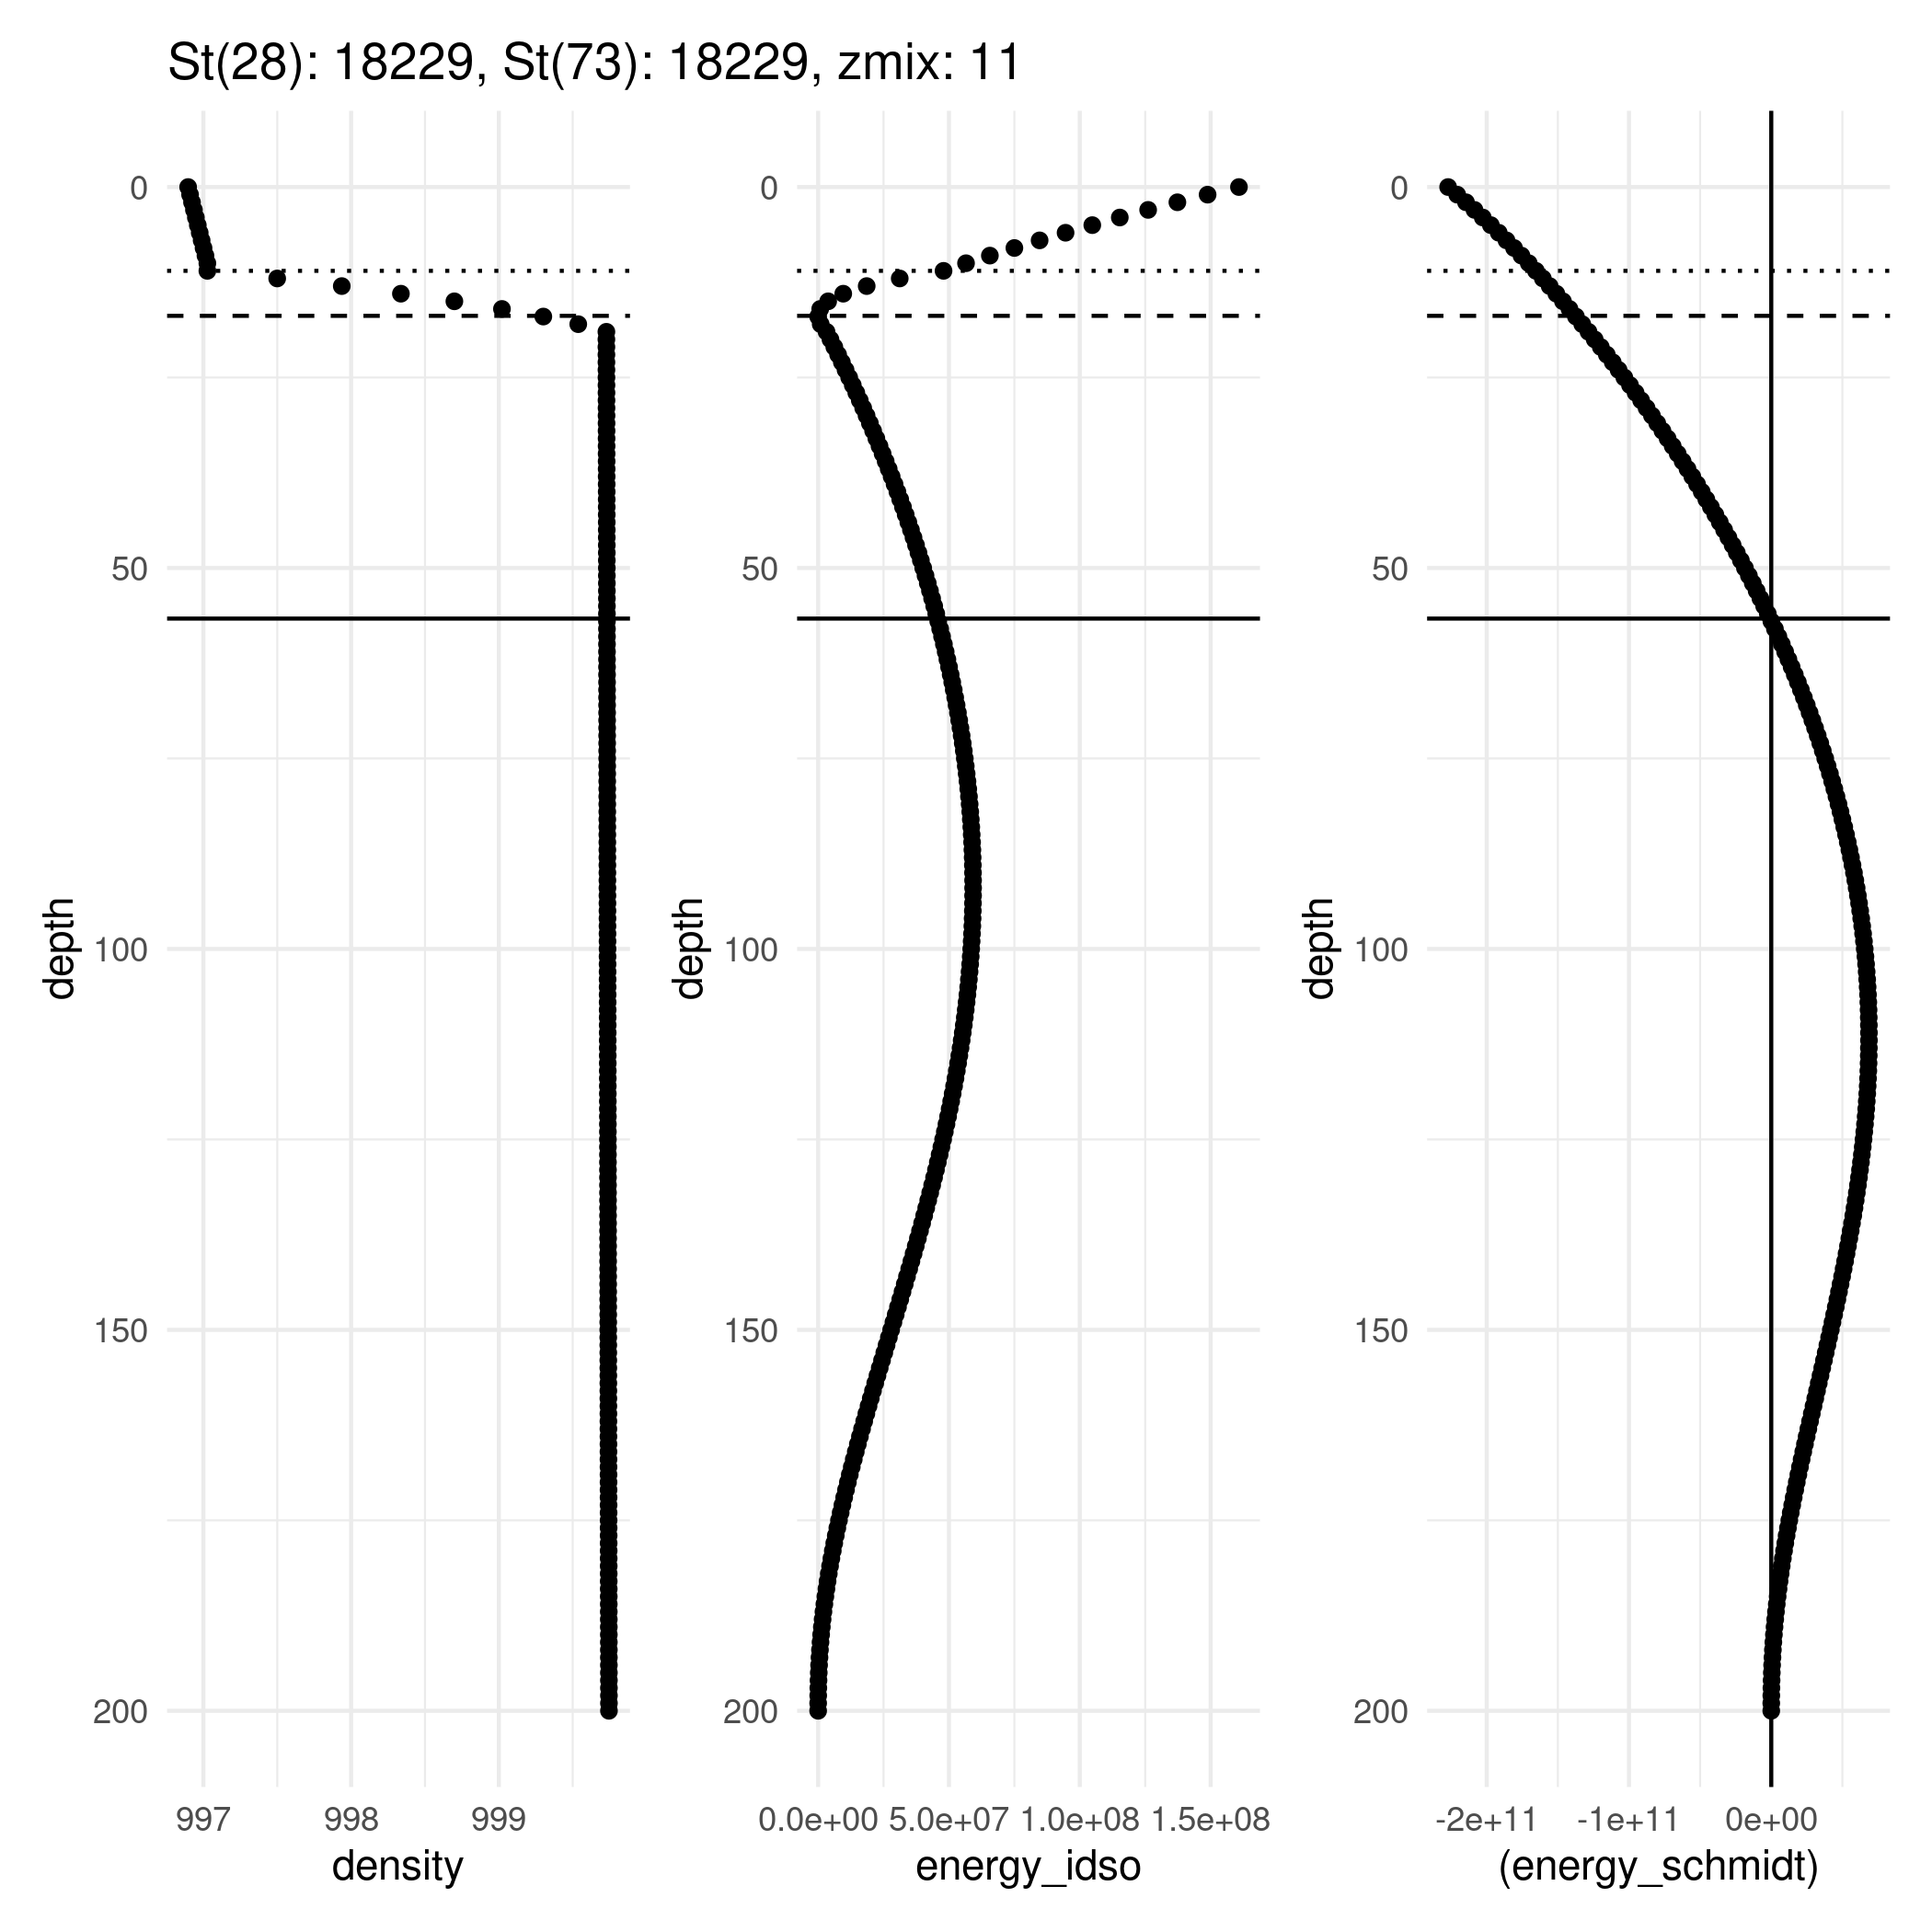 St(28): 18229, St(73): 18229, zmix: 11
0
50
100
150
200
depth
997 998 999
density
0
50
100
150
200
depth
0.0e+00 5.0e+07 1.0e+08 1.5e+08
energy_idso
0
50
100
150
200
depth
-2e+11 -1e+11 0e+00
(energy_schmidt)